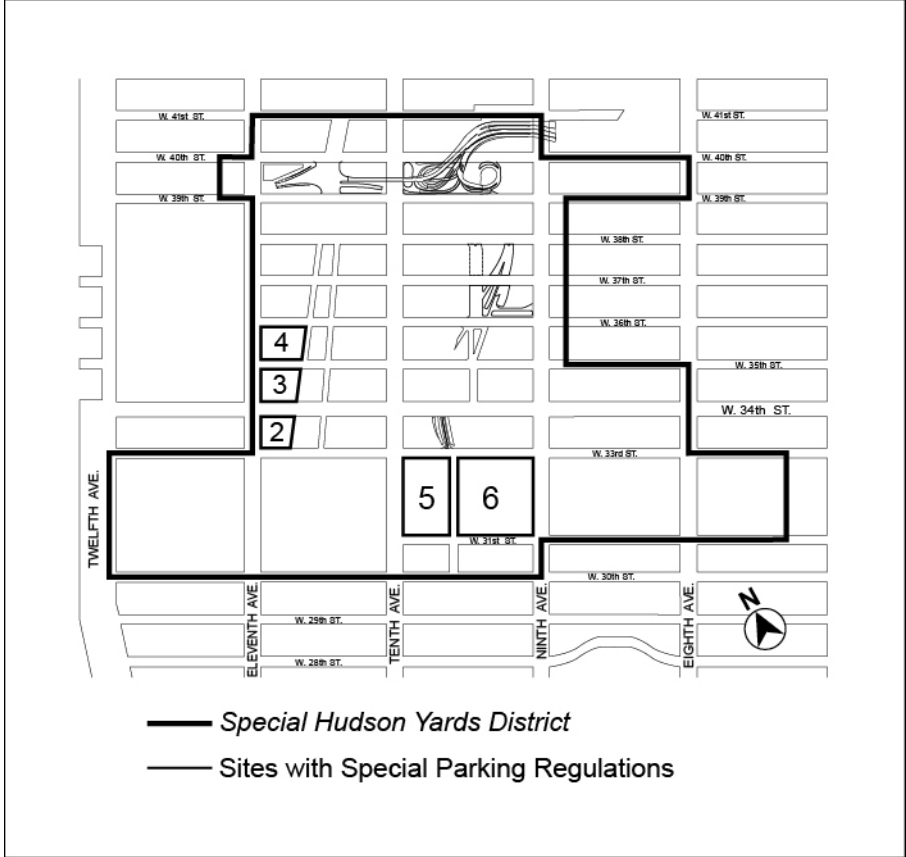 W. 41st ST.
W. 41st ST.
W. 40th ST.
W. 40th ST.
W. 39th ST.
W. 39th ST.
W. 38th ST.
W. 37th ST.
W. 36th ST.
4
W. 35th ST.
3
W. 34th ST.
2
W. 33rd ST.
TWELFTH AVE.
5
6
W. 31st ST.
W. 30th ST.
ELEVENTH AVE.
TENTH AVE.
NINTH AVE.
EIGHTH AVE.
N
W. 29th ST.
W. 28th ST.
Special Hudson Yards District
Sites with Special Parking Regulations